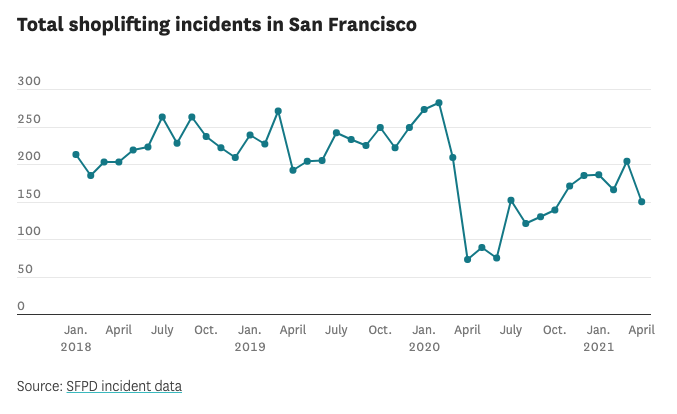 Total shoplifting incidents in San Francisco
300
250
200
150
100
50
0
Jan. April July Oct. Jan. April July Oct. Jan. April July Oct. Jan. April
2018 2019 2020 2021
Source: SFPD incident data